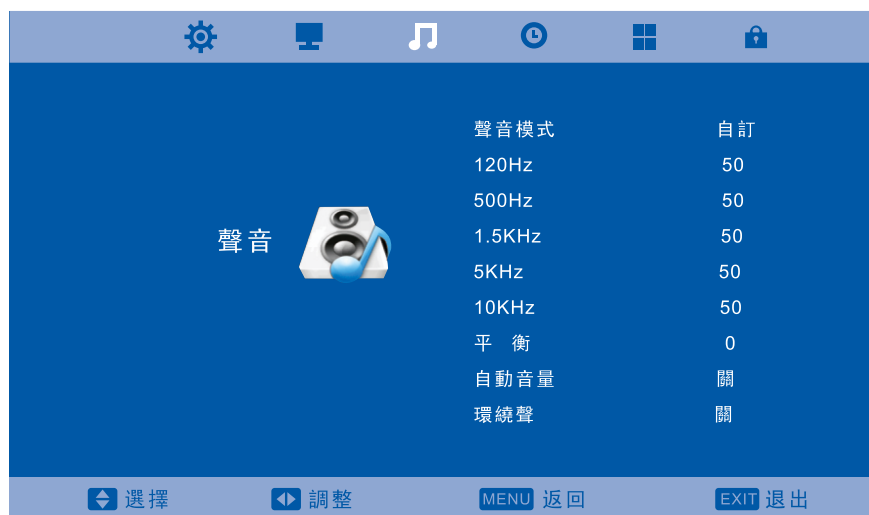 聲音模式 自訂
120Hz 50
500Hz 50
聲音
1.5KHz 50
5KHz 50
10KHz 50
平 衡 0
自動音量 關
環繞聲 關
選擇 調整 MENU 返回 EXIT 退出